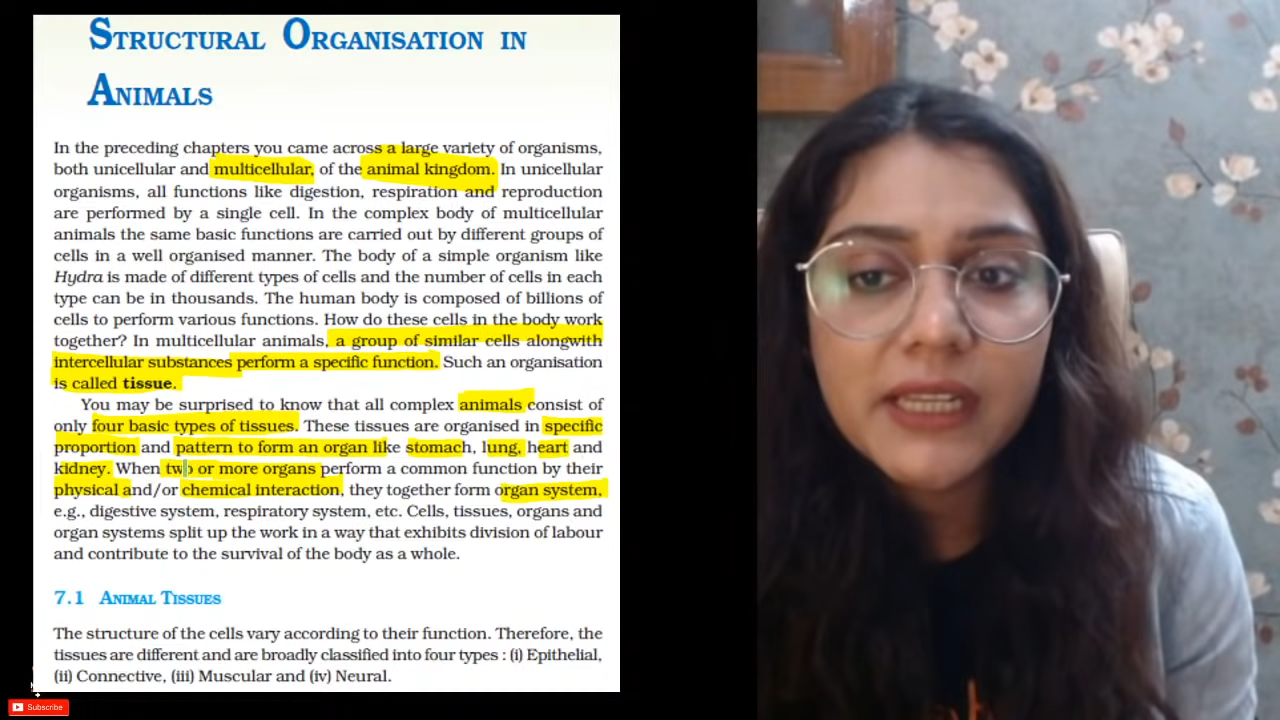 STRUCTURAL ORGANISATION IN
ANIMALS
In the preceding chapters you came across a large variety of organisms,
both unicellular and multicellular, of the animal kingdom. In unicellular
organisms, all functions like digestion, respiration and reproduction
are performed by a single cell. In the complex body of multicellular
animals the same basic functions are carried out by different groups of
cells in a well organised manner. The body of a simple organism like
Hydra is made of different types of cells and the number of cells in each
type can be in thousands. The human body is composed of billions of
cells to perform various functions. How do these cells in the body work
together? In multicellular animals, a group of similar cells alongwith
intercellular substances perform a specific function. Such an organisation
is called tissue.
You may be surprised to know that all complex animals consist of
only four basic types of tissues. These tissues are organised in specific
proportion and pattern to form an organ like stomach, lung, heart and
kidney. When two or more organs perform a common function by their
physical and/or chemical interaction, they together form organ system,
e.g., digestive system, respiratory system, etc. Cells, tissues, organs and
organ systems split up the work in a way that exhibits division of labour
and contribute to the survival of the body as a whole.
7.1 ANIMAL TISSUES
The structure of the cells vary according to their function. Therefore, the
tissues are different and are broadly classified into four types : (i) Epithelial,
(ii) Connective, (iii) Muscular and (iv) Neural.
Subscribe